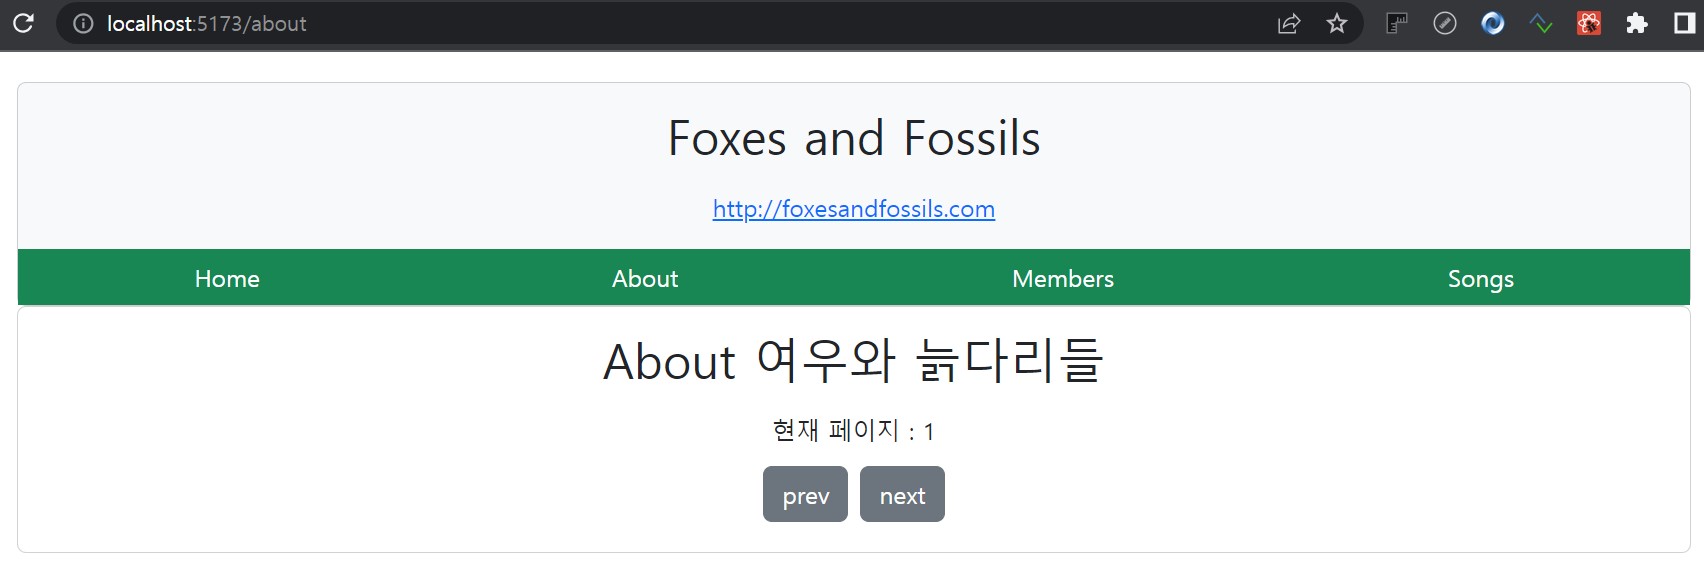 localhost:5173/about
Foxes and Fossils
http://foxesandfossils.com
Home About Members Songs
About 여우와 늙다리들
현재 페이지 : 1
prev next